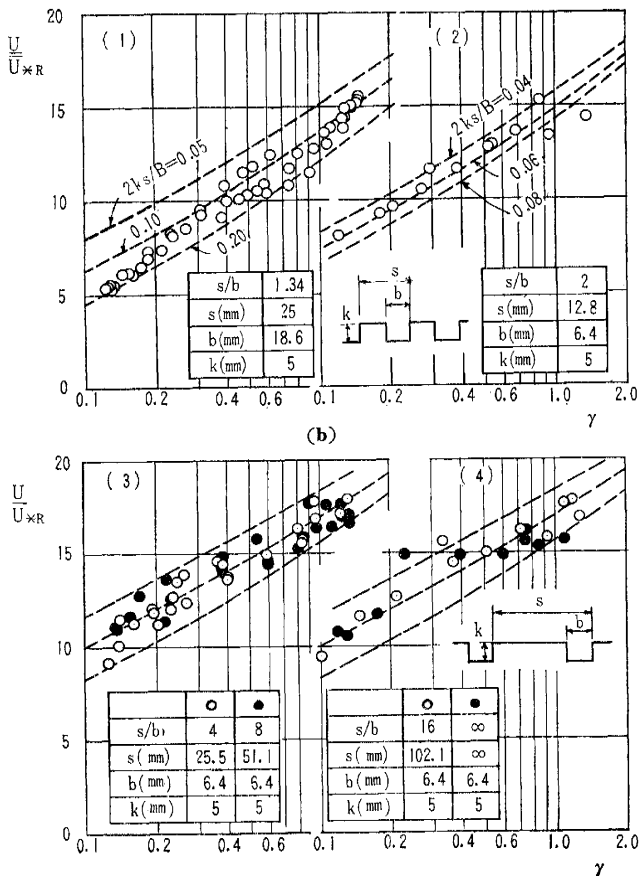 20
( 1 )
( 2 )
U
U*R
15
2ks/B=0.04
2ks/B=0.05
10
0.06
0.10
0.08
0.20
s
b
k
5
s/b 1.34
s(mm) 25
b(mm) 18.6
k(mm) 5
s/b 2
s(mm) 12.8
b(mm) 6.4
k(mm) 5
0
0.1 0.2 0.4 0.6 0.1 0.2 0.4 0.6 1.0 2.0
γ
(b)
20
( 3 )
( 4 )
U
U*R
15
s
b
k
10
s/b 4 8
s(mm) 25.5 51.1
b(mm) 6.4 6.4
k(mm) 5 5
s/b 16 ∞
s(mm) 102.1 ∞
b(mm) 6.4 6.4
k(mm) 5 5
5
0
0.1 0.2 0.4 0.6 0.1 0.2 0.4 0.6 1.0 2.0
γ